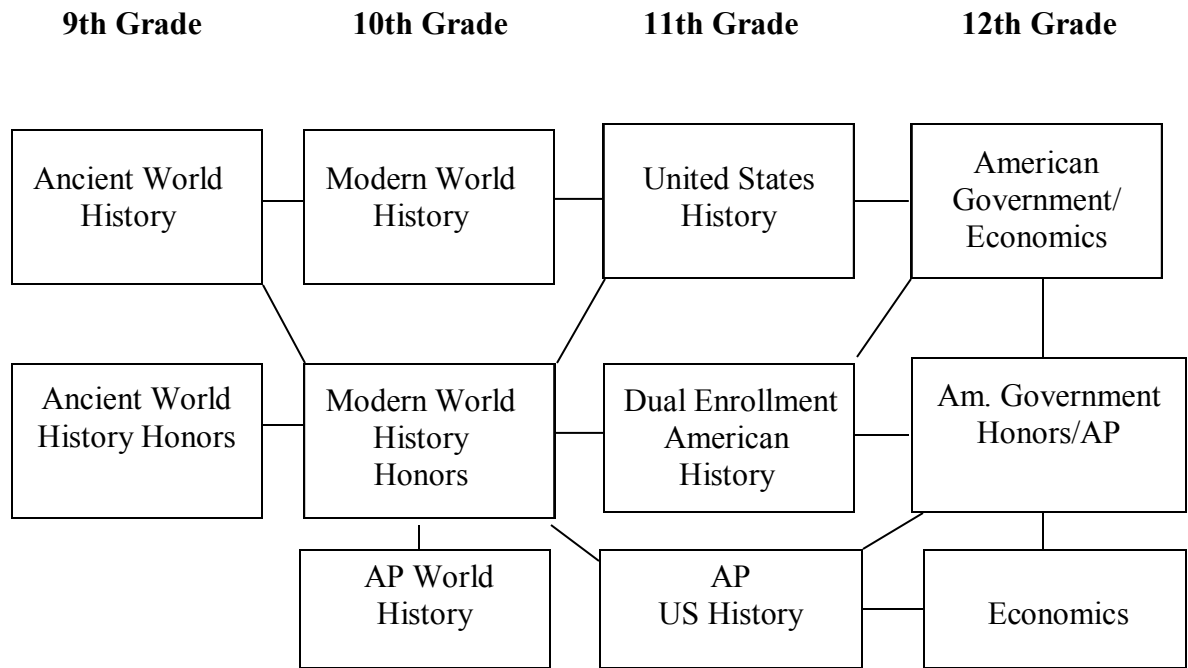 9th Grade
10th Grade
11th Grade
12th Grade
Ancient World
History
Modern World
History
United States
History
American
Government/
Economics
Ancient World
History Honors
Modern World
History
Honors
Dual Enrollment
American
History
Am. Government
Honors/AP
AP World
History
AP
US History
Economics